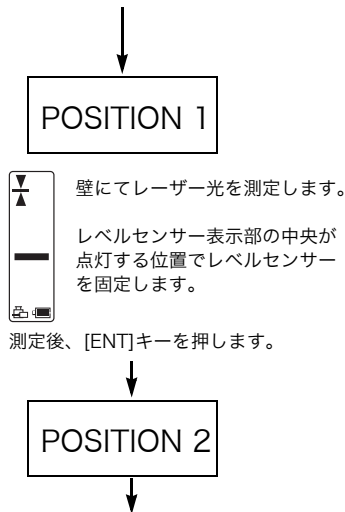 POSITION 1
壁にてレーザー光を測定します。
レベルセンサー表示部の中央が
点灯する位置でレベルセンサー
を固定します。
測定後、[ENT]キーを押します。
POSITION 2